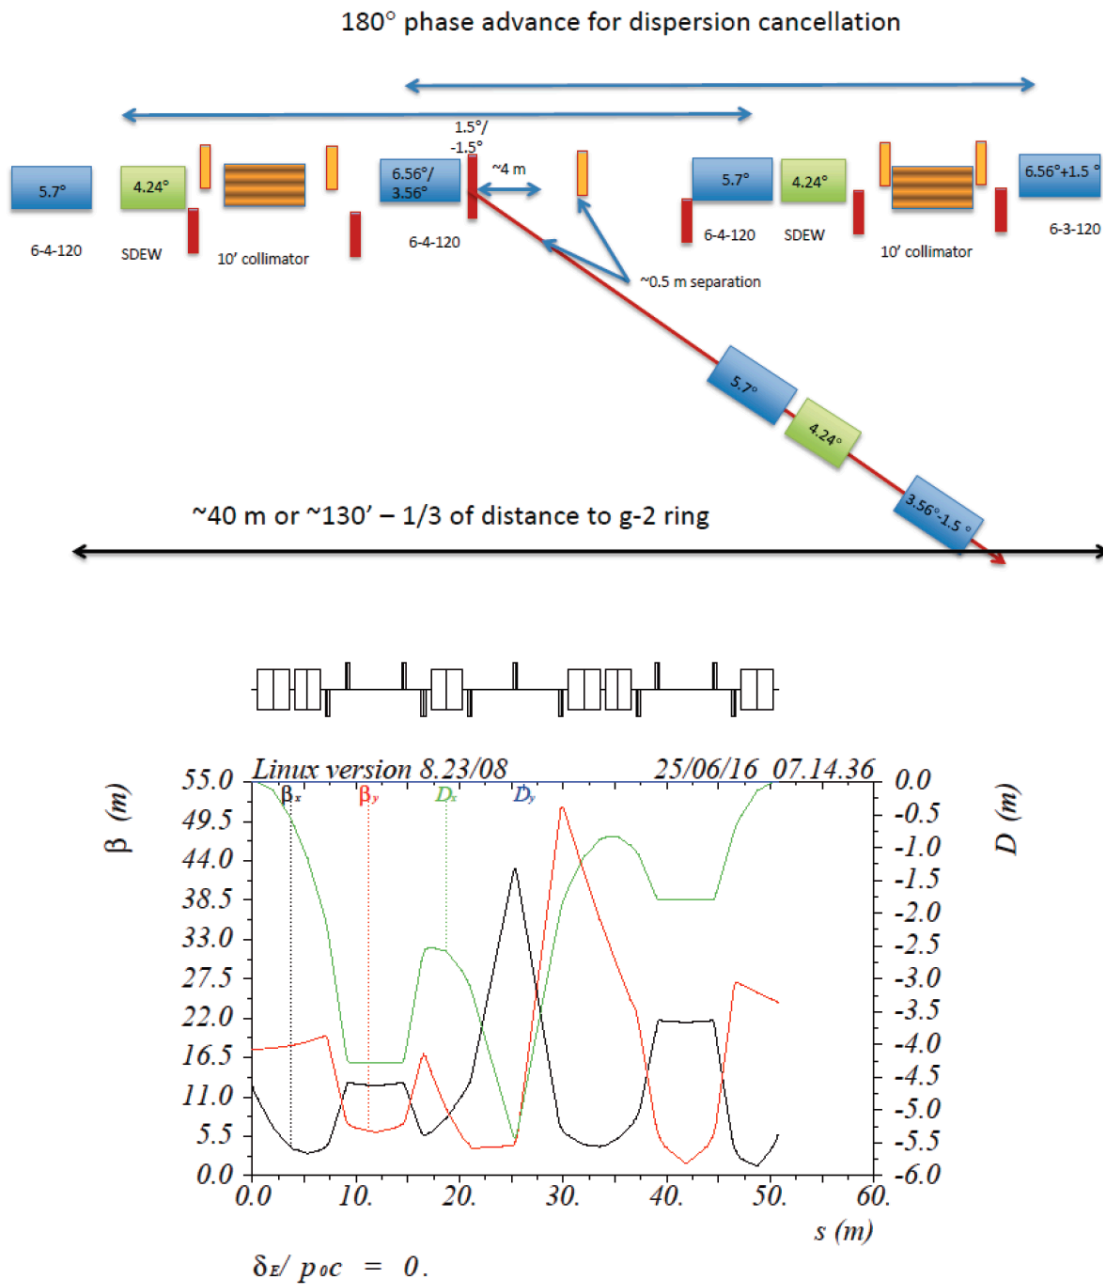 180° phase advance for dispersion cancellation
1.5°/
-1.5°
~4 m
5.7°
4.24°
6.56°/
3.56°
5.7°
4.24°
6.56°+1.5 °
6-4-120
SDEW
10' collimator
6-4-120
~0.5 m separation
6-4-120
SDEW
10' collimator
6-3-120
5.7°
4.24°
3.56°-1.5 °
~40 m or ~130' – 1/3 of distance to g-2 ring
Linux version 8.23/08 25/06/16 07.14.36
βx βy Dx Dy
β (m)
55.0
49.5
44.0
38.5
33.0
27.5
22.0
16.5
11.0
5.5
0.0
D (m)
0.0
-0.5
-1.0
-1.5
-2.0
-2.5
-3.0
-3.5
-4.0
-4.5
-5.0
-5.5
-6.0
0.0 10. 20. 30. 40. 50. 60.
s (m)
δE/ p0c = 0.